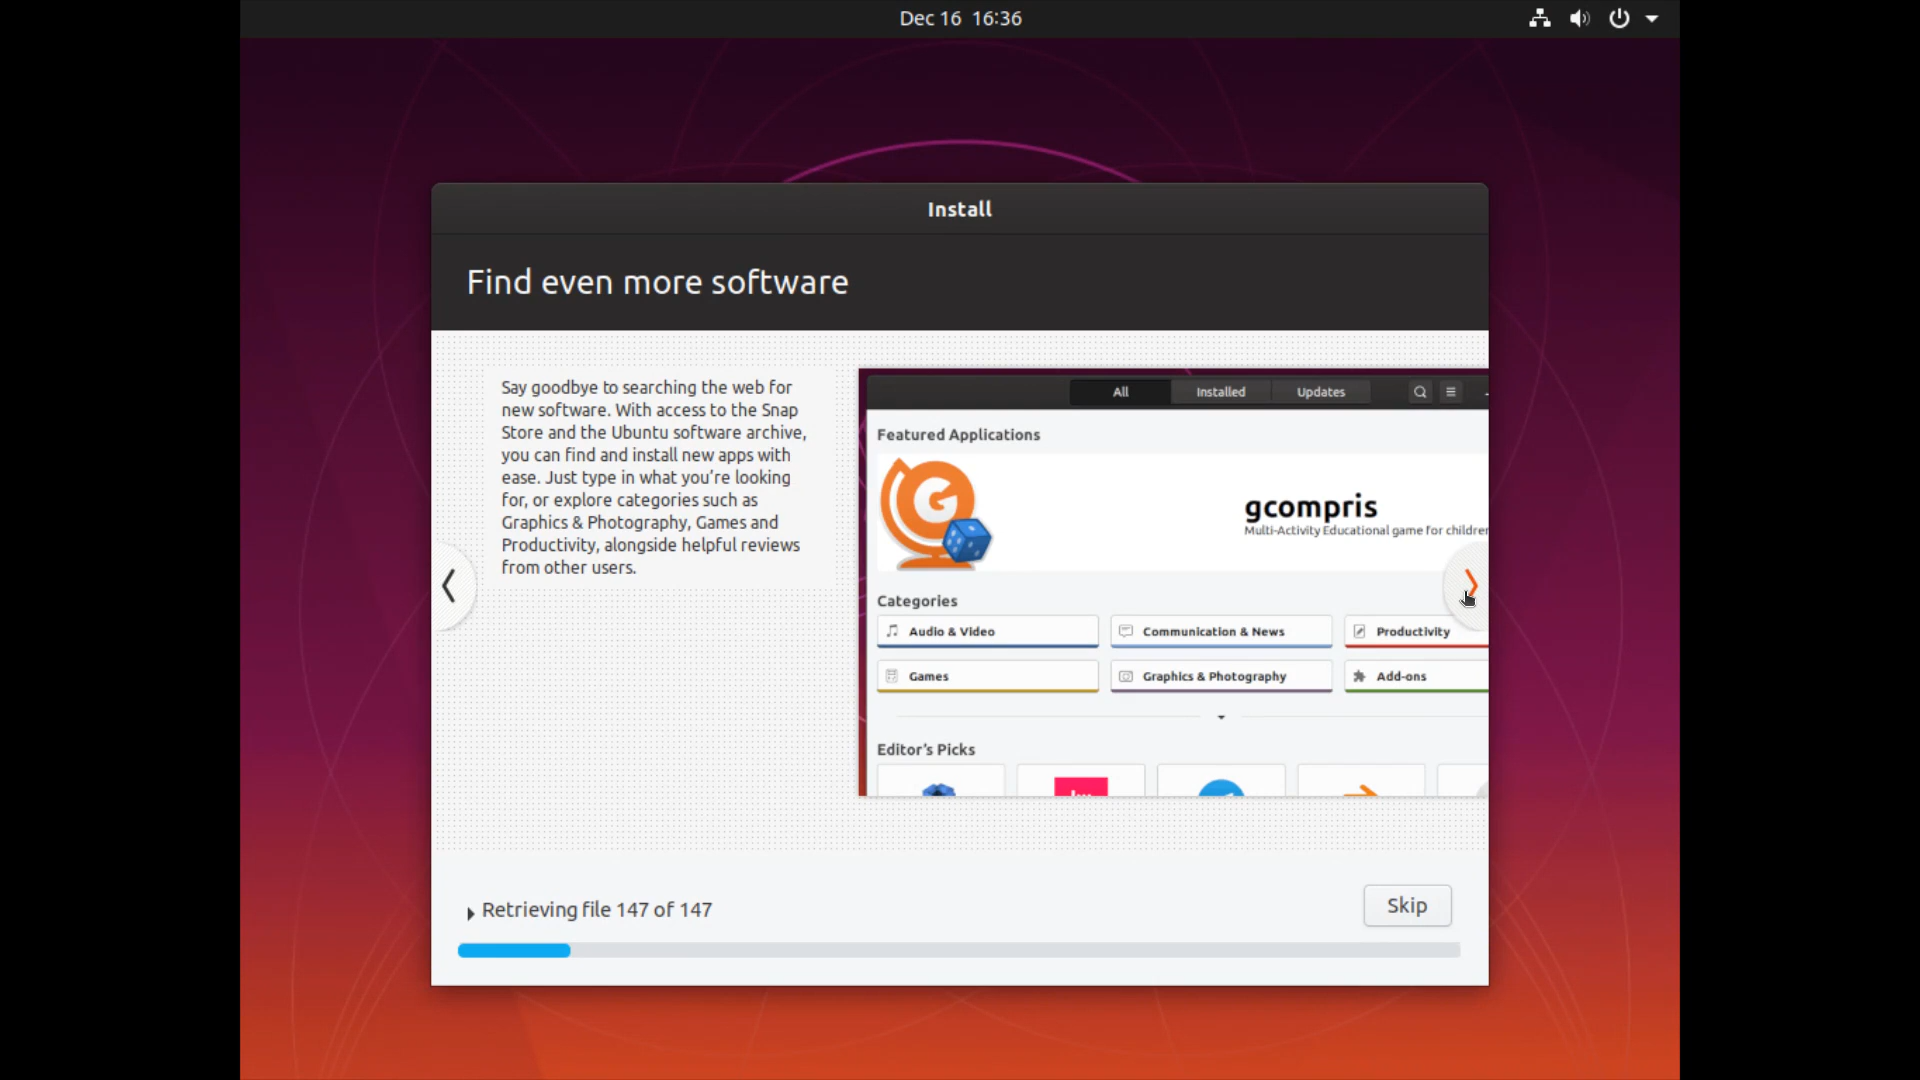 Dec 16 16:36
Install
Find even more software
Say goodbye to searching the web for
new software. With access to the Snap
Store and the Ubuntu software archive,
you can find and install new apps with
ease. Just type in what you’re looking
for, or explore categories such as
Graphics & Photography, Games and
Productivity, alongside helpful reviews
from other users.
All Installed Updates
Featured Applications
gcompris
Multi-Activity Educational game for children
Categories
Audio & Video Communication & News Productivity
Games Graphics & Photography Add-ons
Editor’s Picks
Retrieving file 147 of 147
Skip